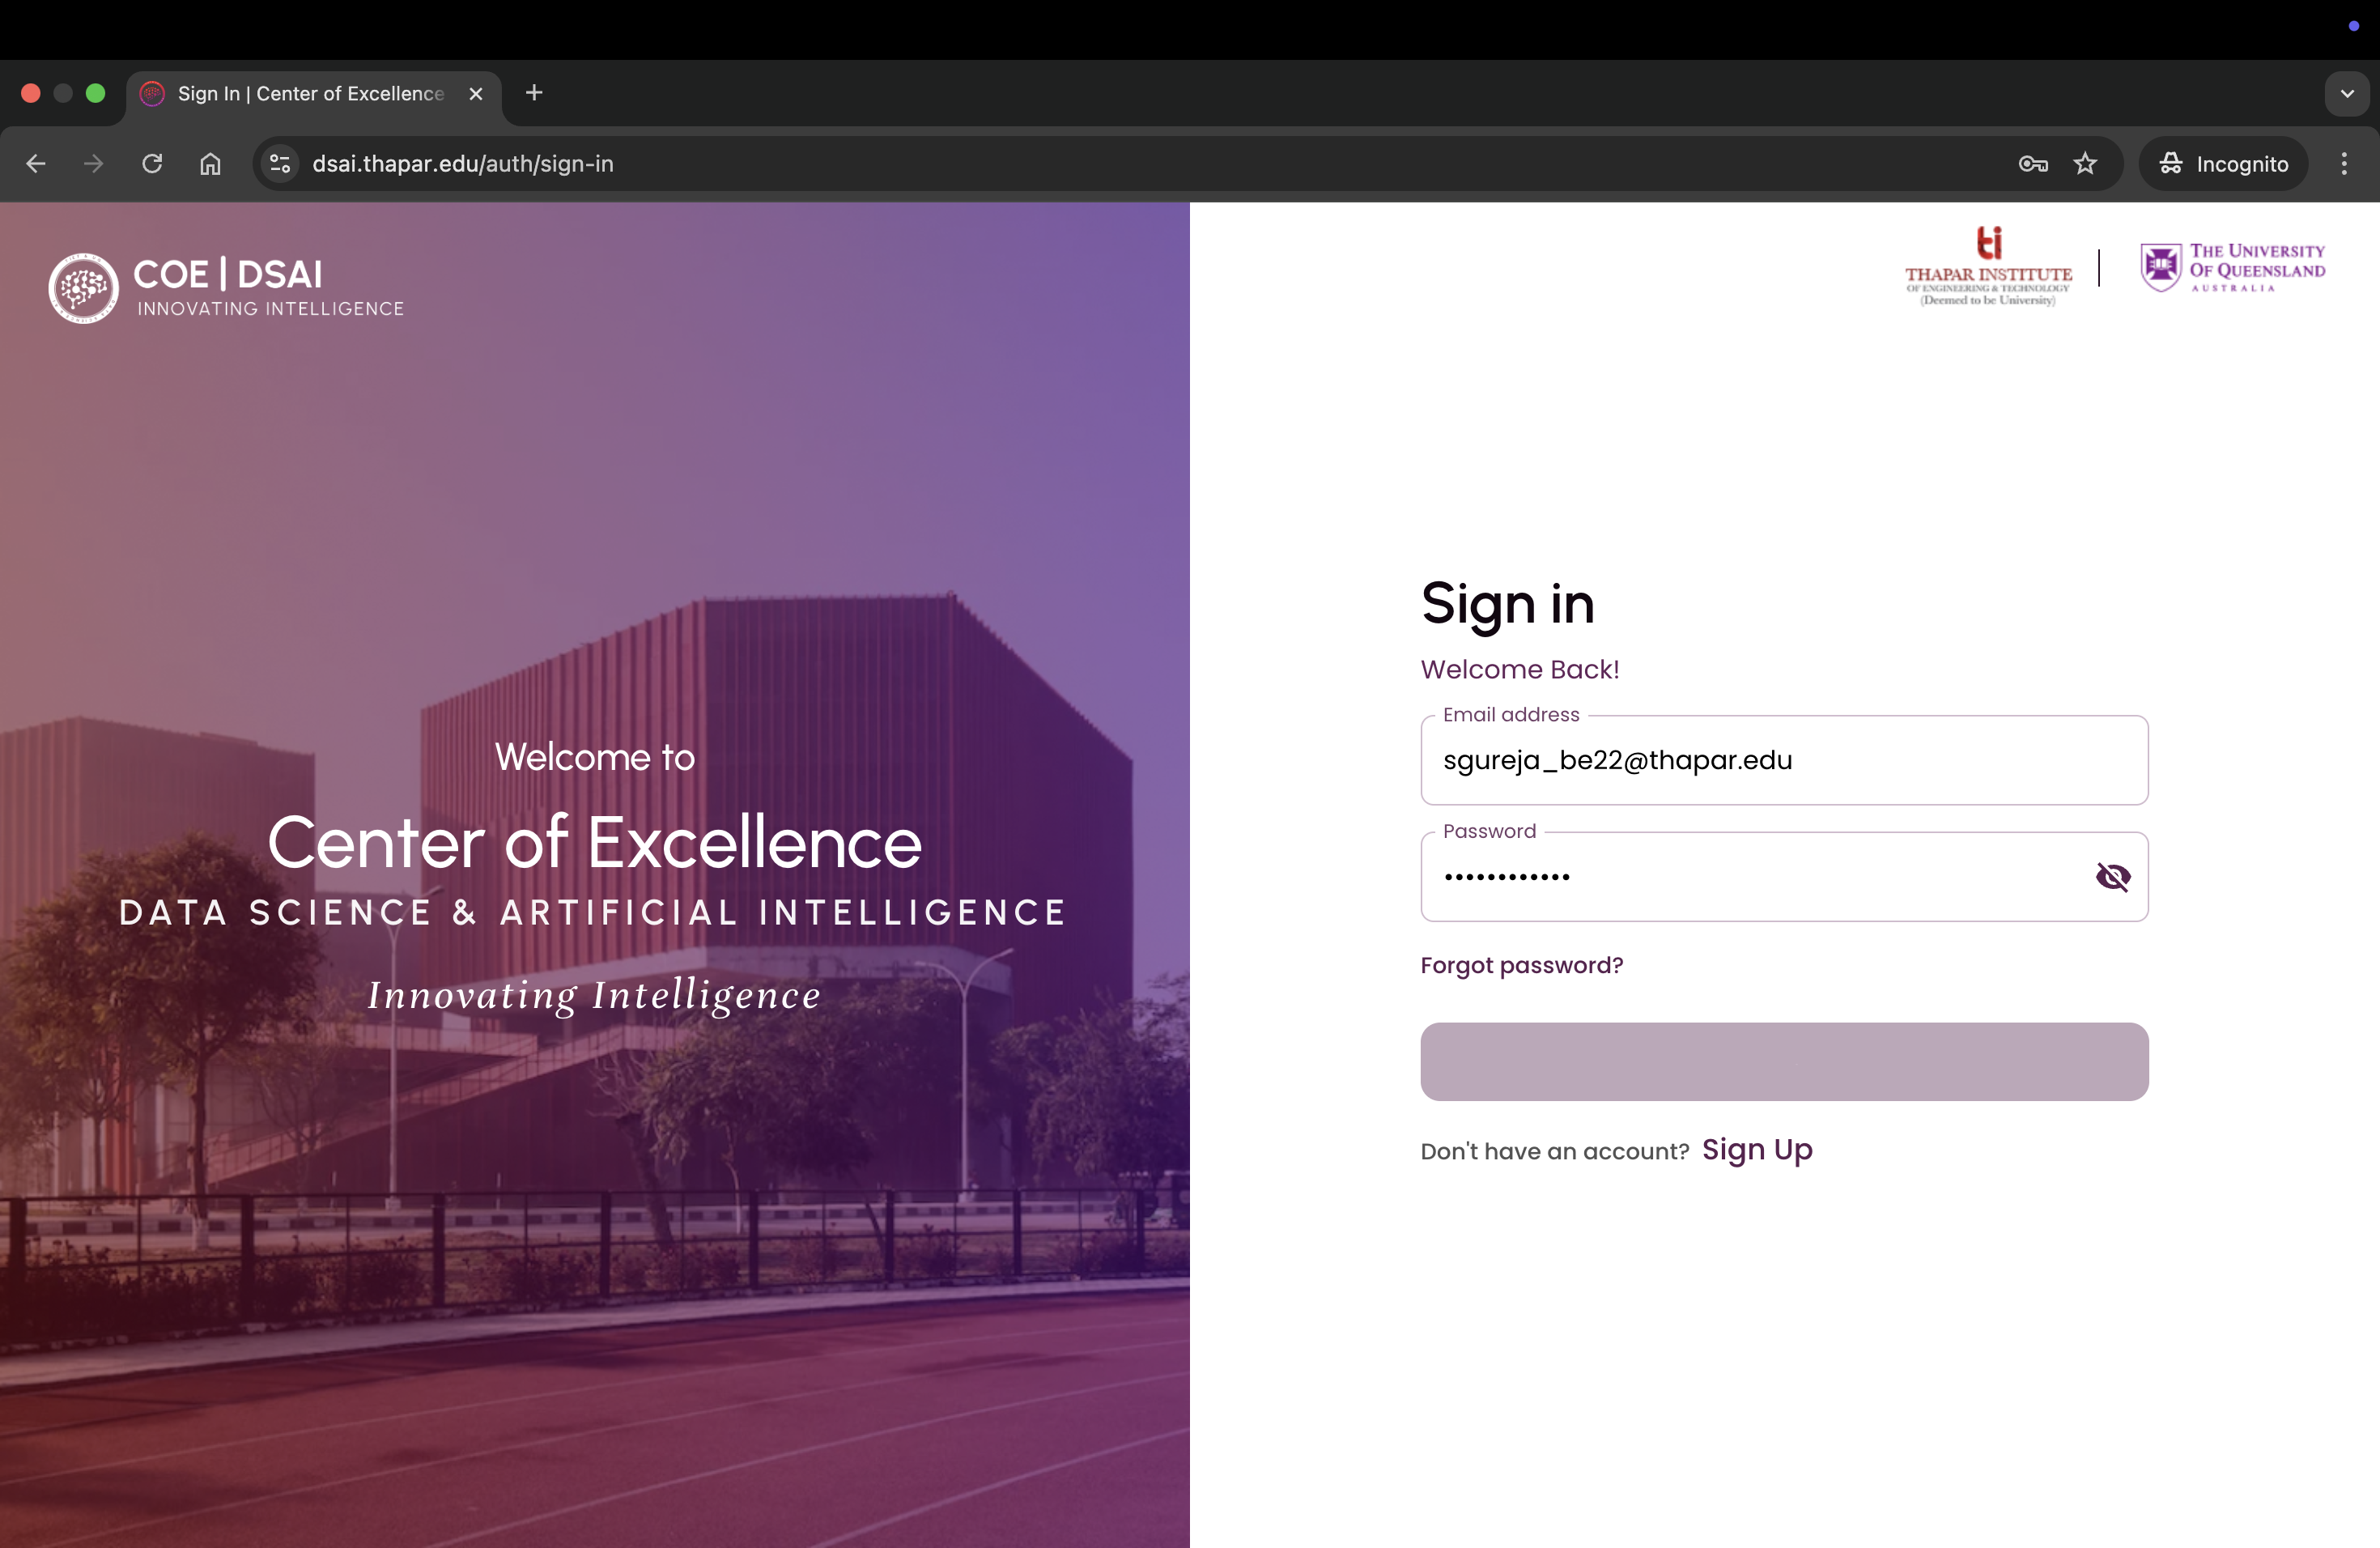 Sign In | Center of Excellence
dsai.thapar.edu/auth/sign-in
Incognito
COE | DSAI
INNOVATING INTELLIGENCE
Welcome to
Center of Excellence
DATA SCIENCE & ARTIFICIAL INTELLIGENCE
Innovating Intelligence
ti
THAPAR INSTITUTE
OF ENGINEERING & TECHNOLOGY
(Deemed to be University)
THE UNIVERSITY
OF QUEENSLAND
AUSTRALIA
Sign in
Welcome Back!
Email address
sgureja_be22@thapar.edu
Password
••••••••••••
Forgot password?
Don't have an account? Sign Up